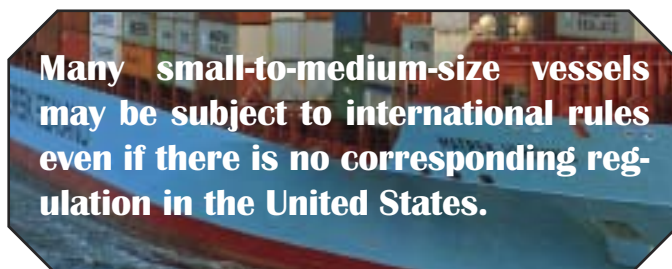 Many small-to-medium-size vessels
may be subject to international rules
even if there is no corresponding reg-
ulation in the United States.